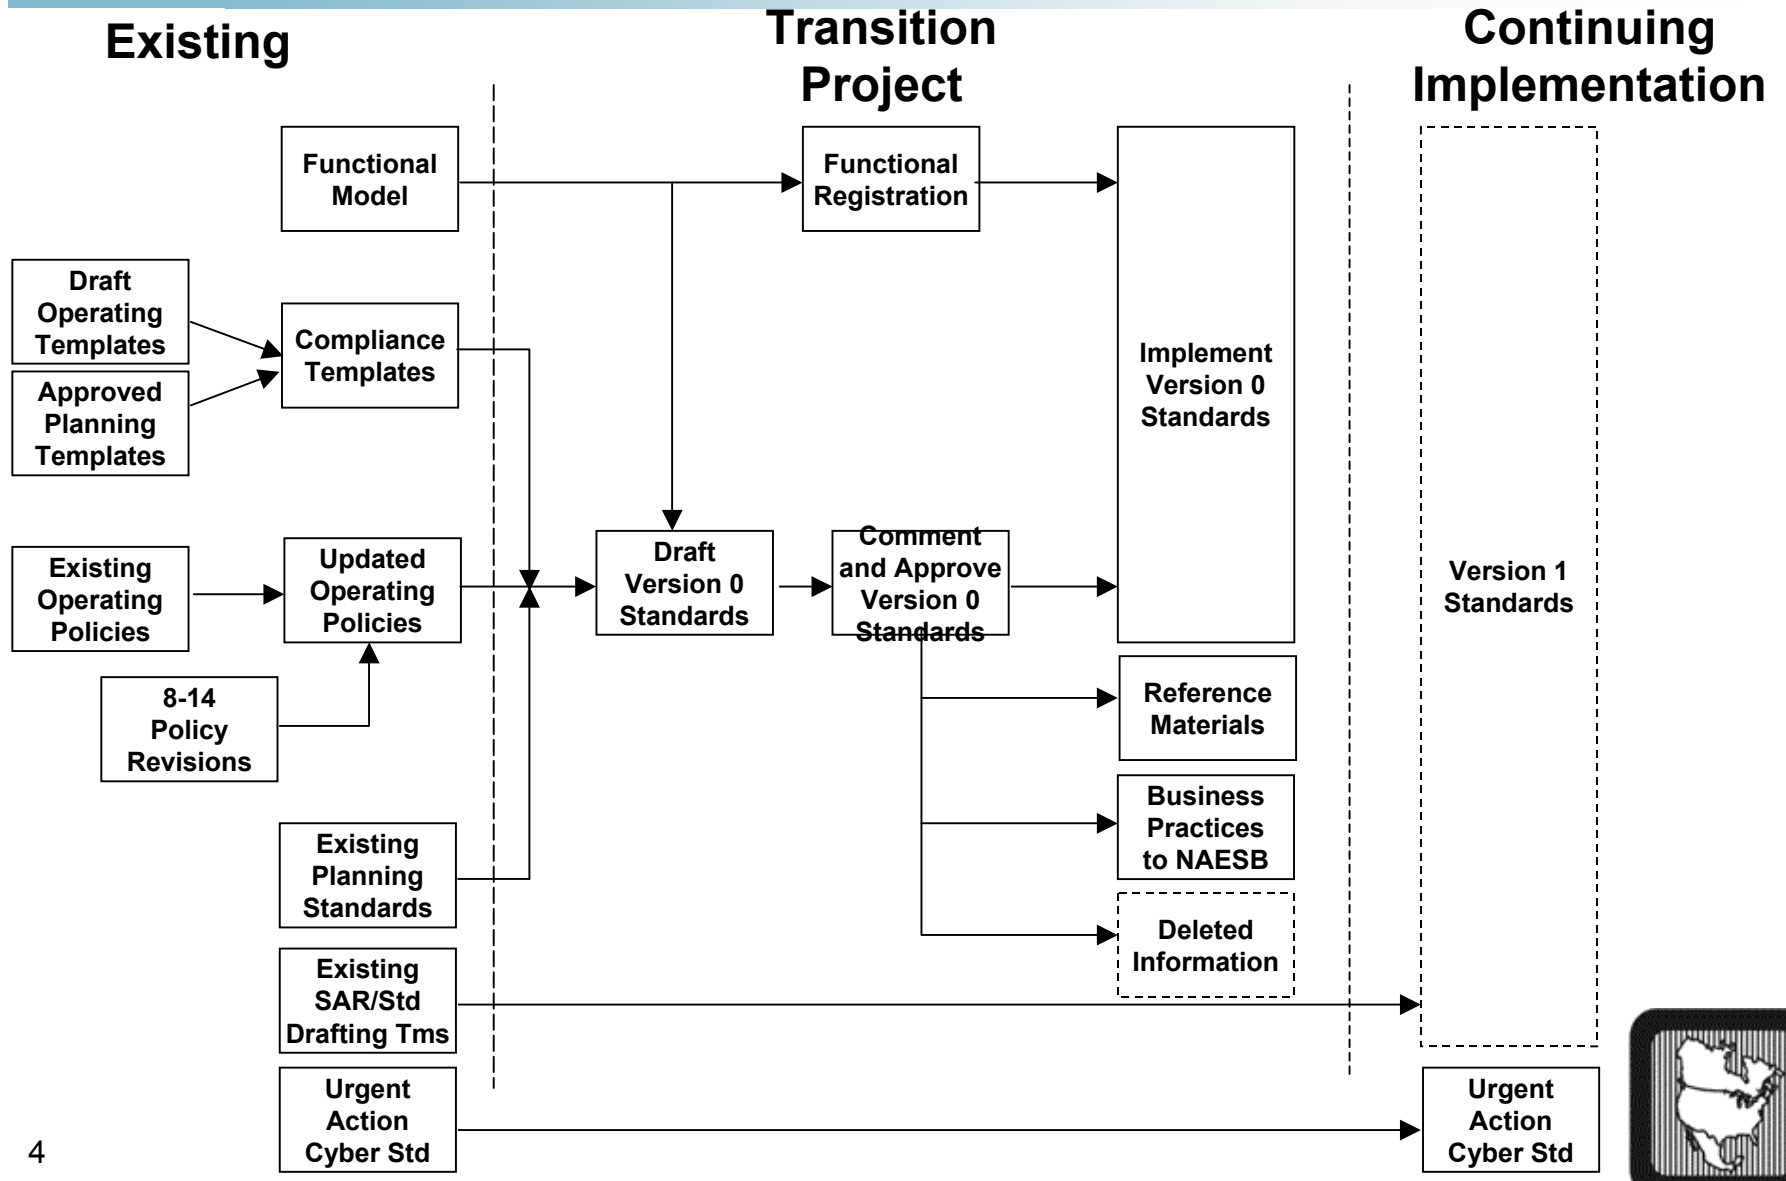 Existing
Transition
Project
Continuing
Implementation
Functional
Model
Functional
Registration
Draft
Operating
Templates
Approved
Planning
Templates
Compliance
Templates
Implement
Version 0
Standards
Existing
Operating
Policies
Updated
Operating
Policies
Draft
Version 0
Standards
Comment
and Approve
Version 0
Standards
Version 1
Standards
8-14
Policy
Revisions
Reference
Materials
Business
Practices
to NAESB
Existing
Planning
Standards
Deleted
Information
Existing
SAR/Std
Drafting Tms
Urgent
Action
Cyber Std
Urgent
Action
Cyber Std
4